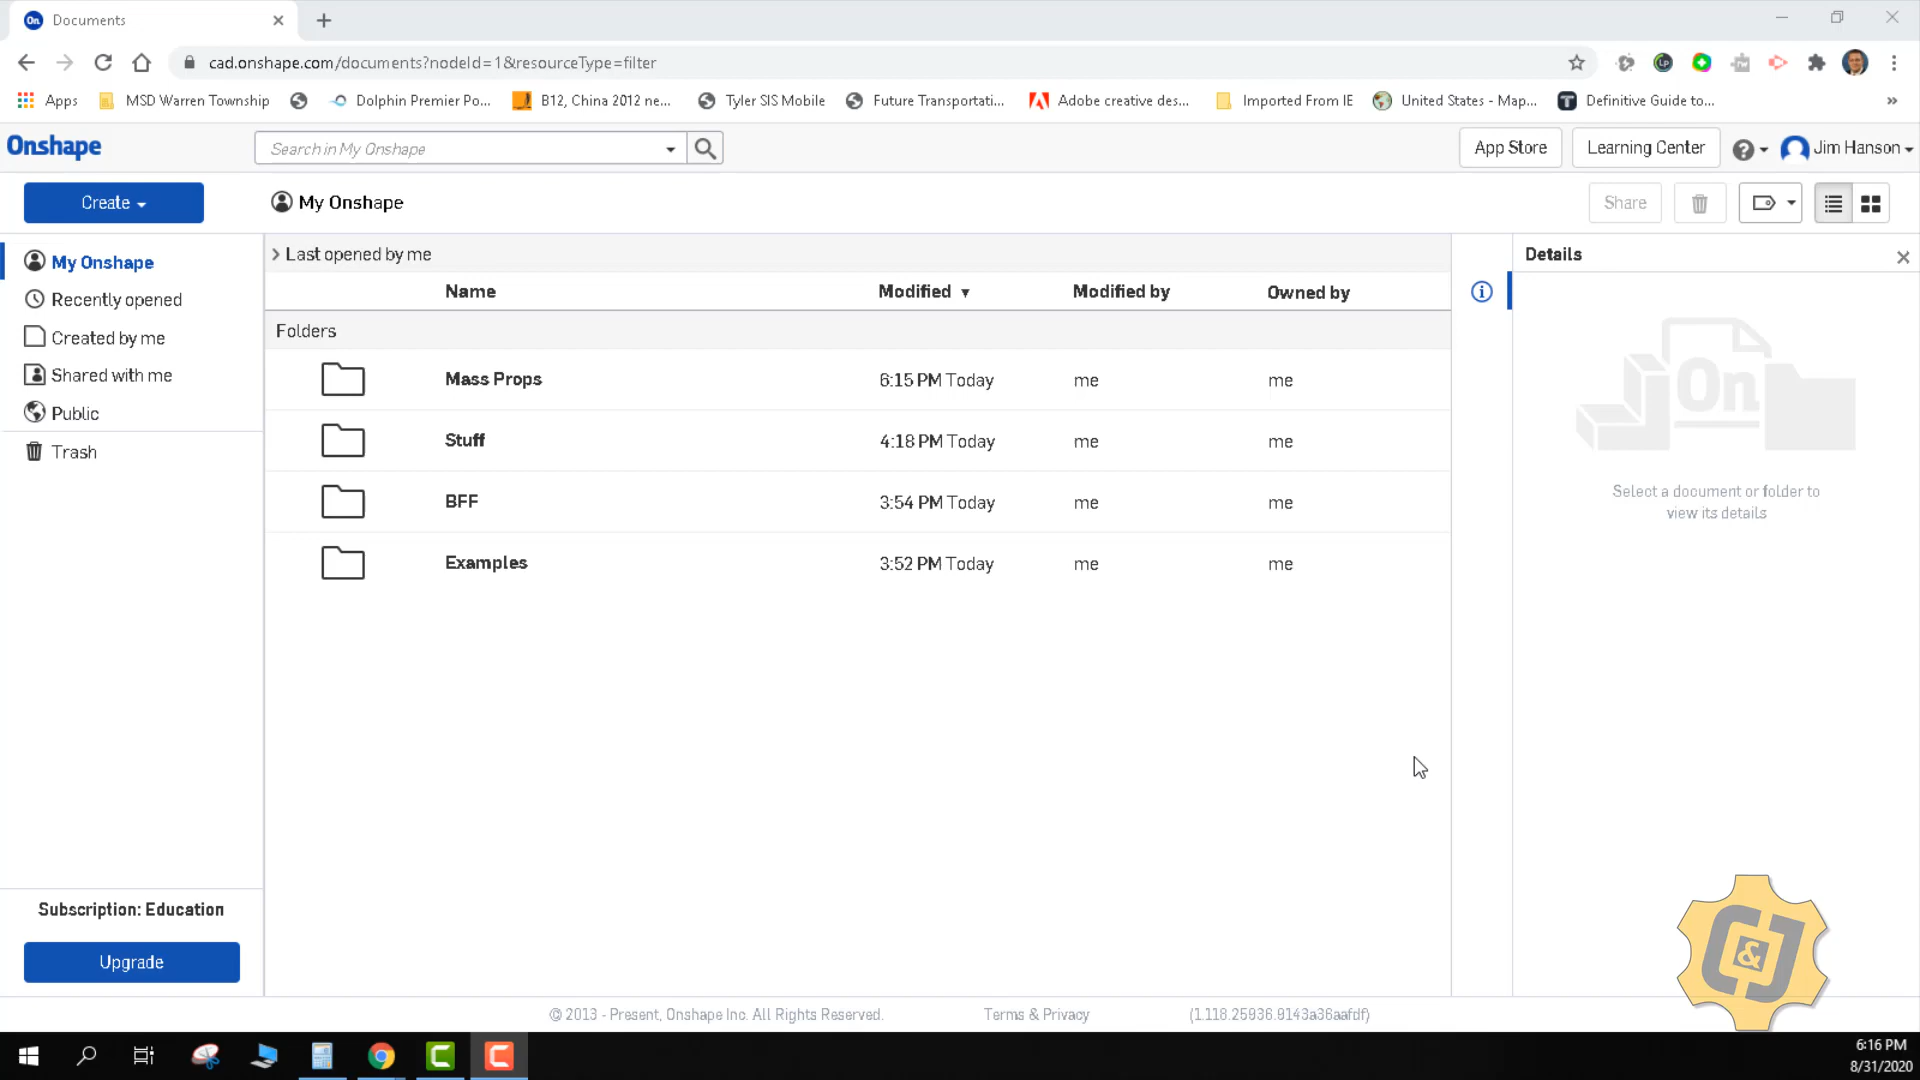 On Documents
cad.onshape.com/documents?nodeId=1&resourceType=filter
Apps MSD Warren Township Dolphin Premier Po... B12, China 2012 ne... Tyler SIS Mobile Future Transportati... Adobe creative des... Imported From IE United States - Map... Definitive Guide to... »
Onshape Search in My Onshape App Store Learning Center Jim Hanson
Create My Onshape Share
My Onshape
Recently opened
Created by me
Shared with me
Public
Trash
Subscription: Education
Upgrade
Last opened by me
Name Modified Modified by Owned by
Folders
Mass Props 6:15 PM Today me me
Stuff 4:18 PM Today me me
BFF 3:54 PM Today me me
Examples 3:52 PM Today me me
Details
On
Select a document or folder to
view its details
C&J
© 2013 - Present, Onshape Inc. All Rights Reserved. Terms & Privacy (1.118.25936.9143a36aafdf)
6:16 PM
8/31/2020